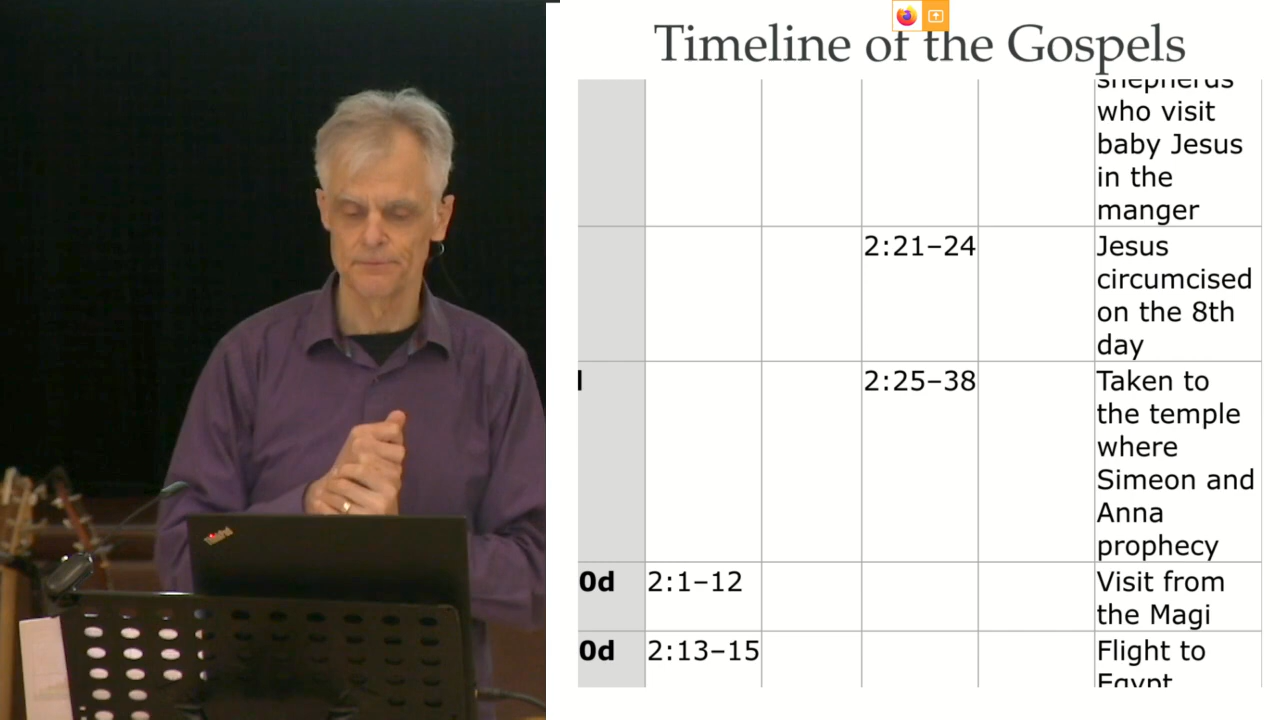 Timeline of the Gospels
shepherds
who visit
baby Jesus
in the
manger
2:21–24
Jesus
circumcised
on the 8th
day
2:25–38
Taken to
the temple
where
Simeon and
Anna
prophecy
0d
2:1–12
Visit from
the Magi
0d
2:13–15
Flight to
Egypt